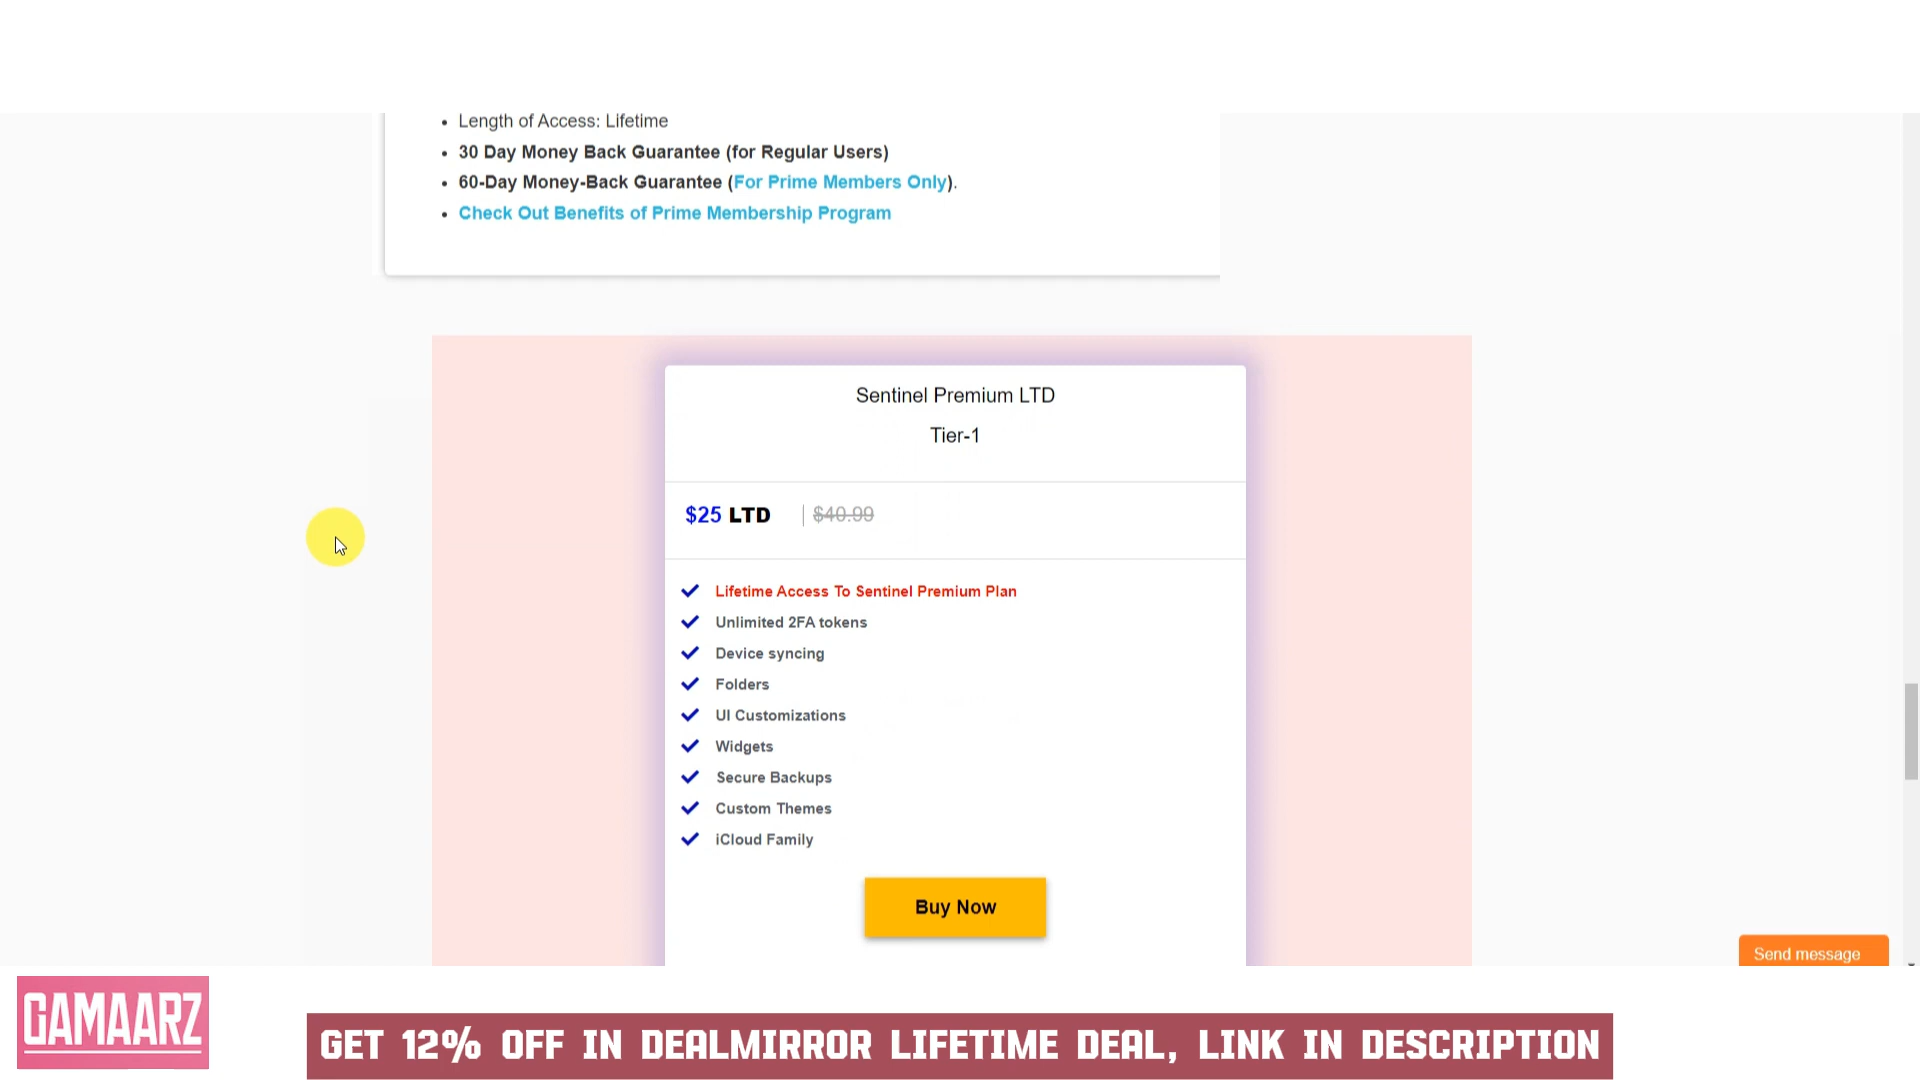 Length of Access: Lifetime
30 Day Money Back Guarantee (for Regular Users)
60-Day Money-Back Guarantee (For Prime Members Only).
Check Out Benefits of Prime Membership Program
Sentinel Premium LTD
Tier-1
$25 LTD | $40.99
Lifetime Access To Sentinel Premium Plan
Unlimited 2FA tokens
Device syncing
Folders
UI Customizations
Widgets
Secure Backups
Custom Themes
iCloud Family
Buy Now
Send message
GAMAARZ
GET 12% OFF IN DEALMIRROR LIFETIME DEAL, LINK IN DESCRIPTION